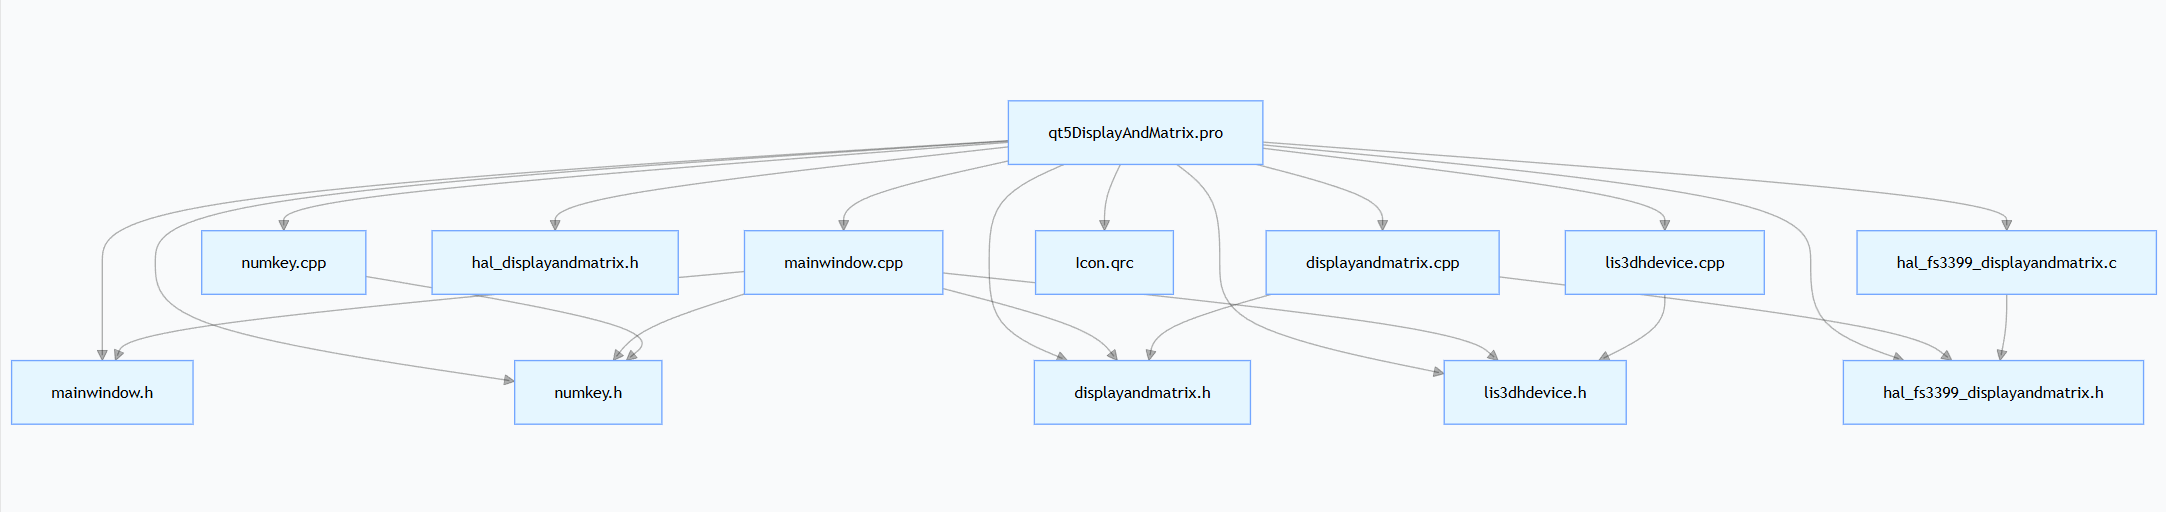 qt5DisplayAndMatrix.pro
numkey.cpp
hal_displayandmatrix.h
mainwindow.cpp
Icon.qrc
displayandmatrix.cpp
lis3dhdevice.cpp
hal_fs3399_displayandmatrix.c
mainwindow.h
numkey.h
displayandmatrix.h
lis3dhdevice.h
hal_fs3399_displayandmatrix.h